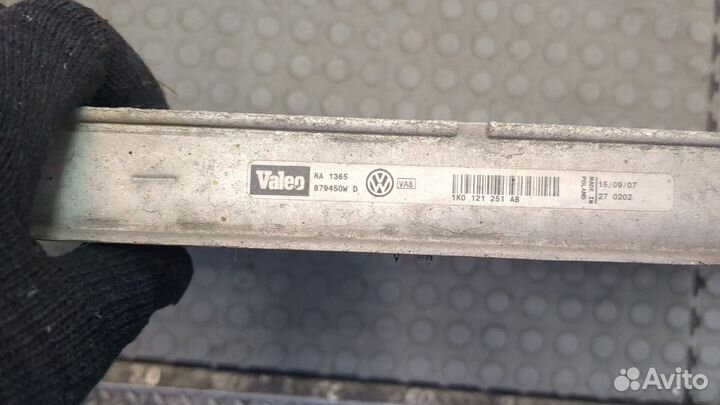 Valeo
RA 1365
879450W D
VW
VA8
1K0 121 251 AB
MADE IN
POLAND
15/09/07
27 0202
Avito